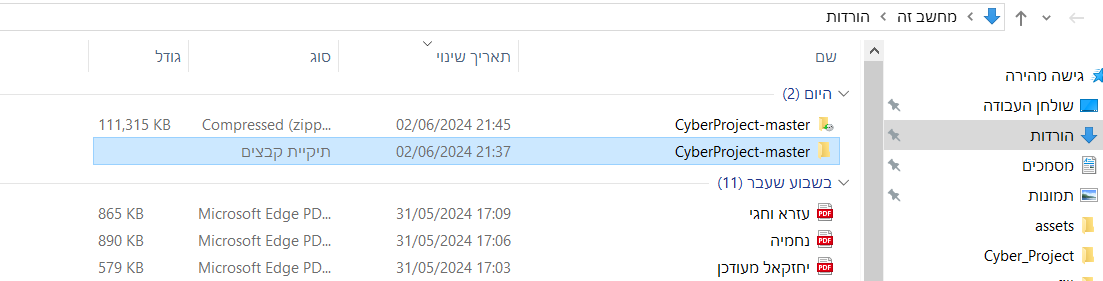 מחשב זה > הורדות
שם תאריך שינוי סוג גודל
היום (2)
CyberProject-master 02/06/2024 21:45 Compressed (zipp... 111,315 KB
CyberProject-master 02/06/2024 21:37 תיקיית קבצים
בשבוע שעבר (11)
עזרא וחגי 31/05/2024 17:09 Microsoft Edge PD... 865 KB
נחמיה 31/05/2024 17:06 Microsoft Edge PD... 890 KB
יחזקאל מעודכן 31/05/2024 17:03 Microsoft Edge PD... 579 KB
גישה מהירה
שולחן העבודה
הורדות
מסמכים
תמונות
assets
Cyber_Project